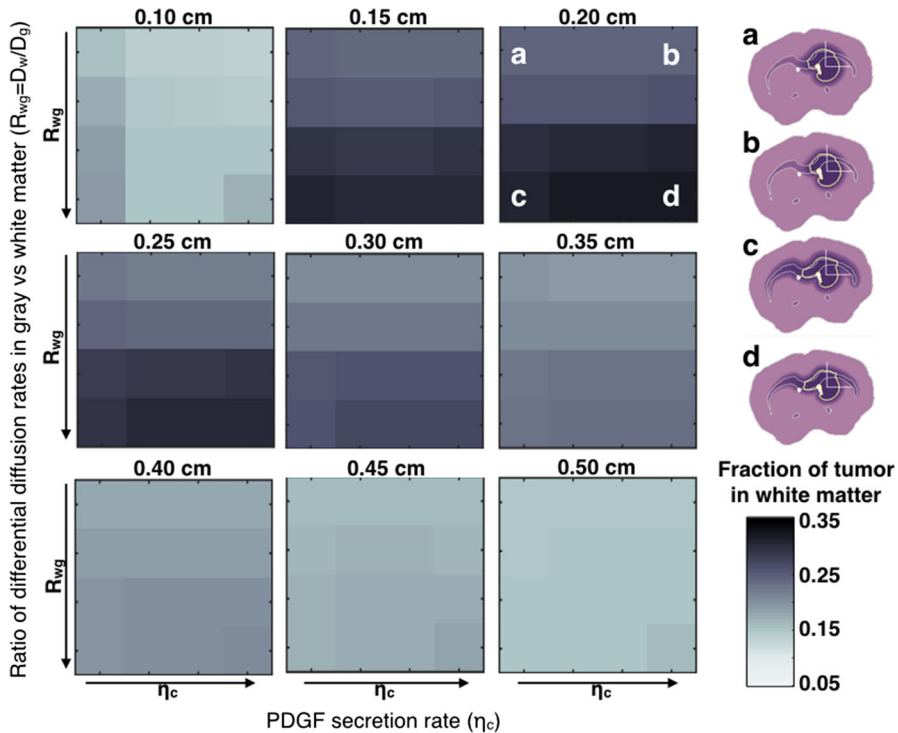 0.10 cm 0.15 cm 0.20 cm
Ratio of differential diffusion rates in gray vs white matter (Rwg=Dw/Dg)
Rwg
a b
c d
0.25 cm 0.30 cm 0.35 cm
Rwg
0.40 cm 0.45 cm 0.50 cm
Rwg
ηc ηc ηc
PDGF secretion rate (ηc)
a
b
c
d
Fraction of tumor
in white matter
0.35
0.25
0.15
0.05